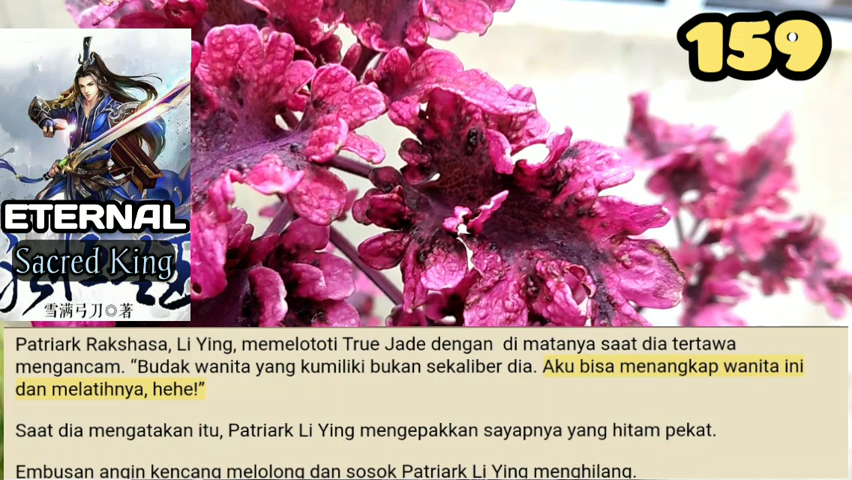 159
ETERNAL
Sacred King
雪满弓刀◎著
Patriark Rakshasa, Li Ying, memelototi True Jade dengan di matanya saat dia tertawa
mengancam. “Budak wanita yang kumiliki bukan sekaliber dia. Aku bisa menangkap wanita ini
dan melatihnya, hehe!”
Saat dia mengatakan itu, Patriark Li Ying mengepakkan sayapnya yang hitam pekat.
Embusan angin kencang melolong dan sosok Patriark Li Ying menghilang.